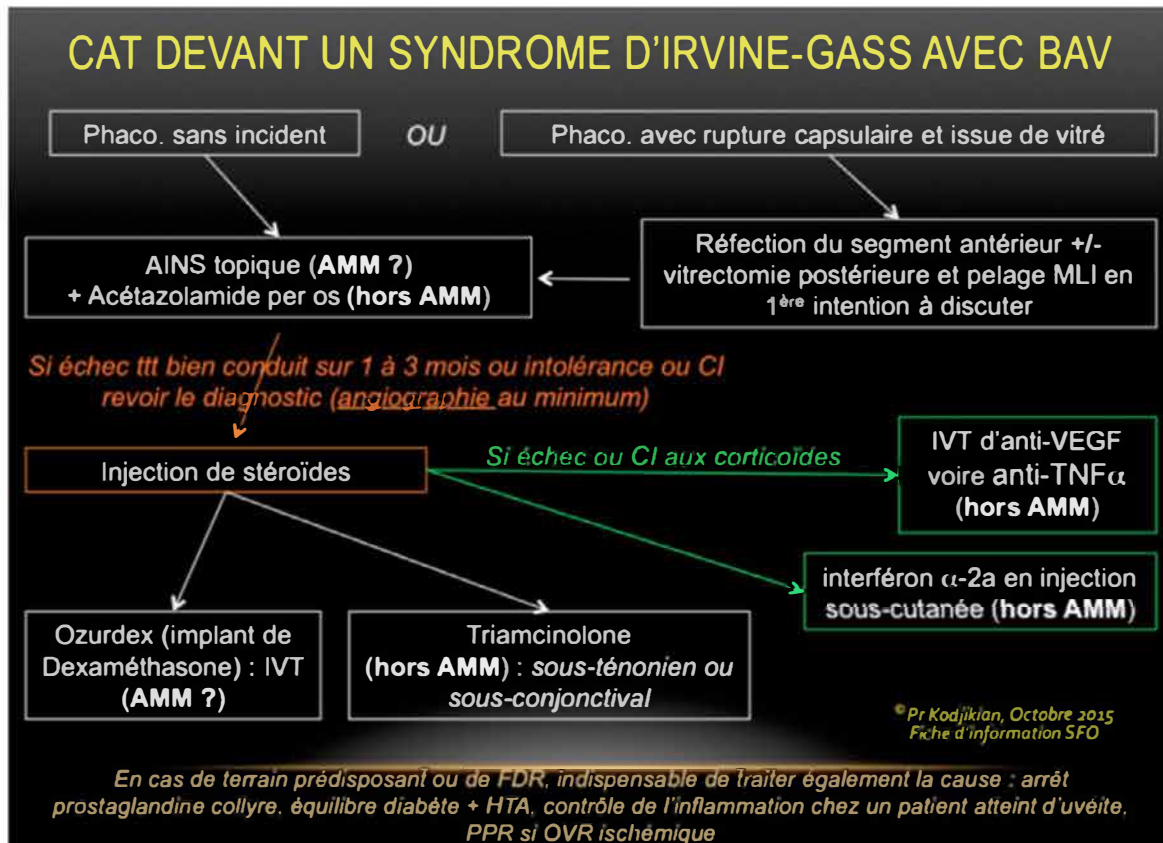 CAT DEVANT UN SYNDROME D'IRVINE-GASS AVEC BAV
Phaco. sans incident
OU
Phaco. avec rupture capsulaire et issue de vitré
AINS topique (AMM ?)
+ Acétazolamide per os (hors AMM)
Réfection du segment antérieur +/-
vitrectomie postérieure et pelage MLI en
1ère intention à discuter
Si échec ttt bien conduit sur 1 à 3 mois ou intolérance ou CI
revoir le diagnostic (angiographie au minimum)
Injection de stéroïdes
Si échec ou CI aux corticoïdes
IVT d'anti-VEGF
voire anti-TNFα
(hors AMM)
interféron α-2a en injection
sous-cutanée (hors AMM)
Ozurdex (implant de
Dexaméthasone) : IVT
(AMM ?)
Triamcinolone
(hors AMM) : sous-ténonien ou
sous-conjonctival
©Pr Kodjikian, Octobre 2015
Fiche d'information SFO
En cas de terrain prédisposant ou de FDR, indispensable de traiter également la cause : arrêt
prostaglandine collyre, équilibre diabète + HTA, contrôle de l'inflammation chez un patient atteint d'uvéite,
PPR si OVR ischémique